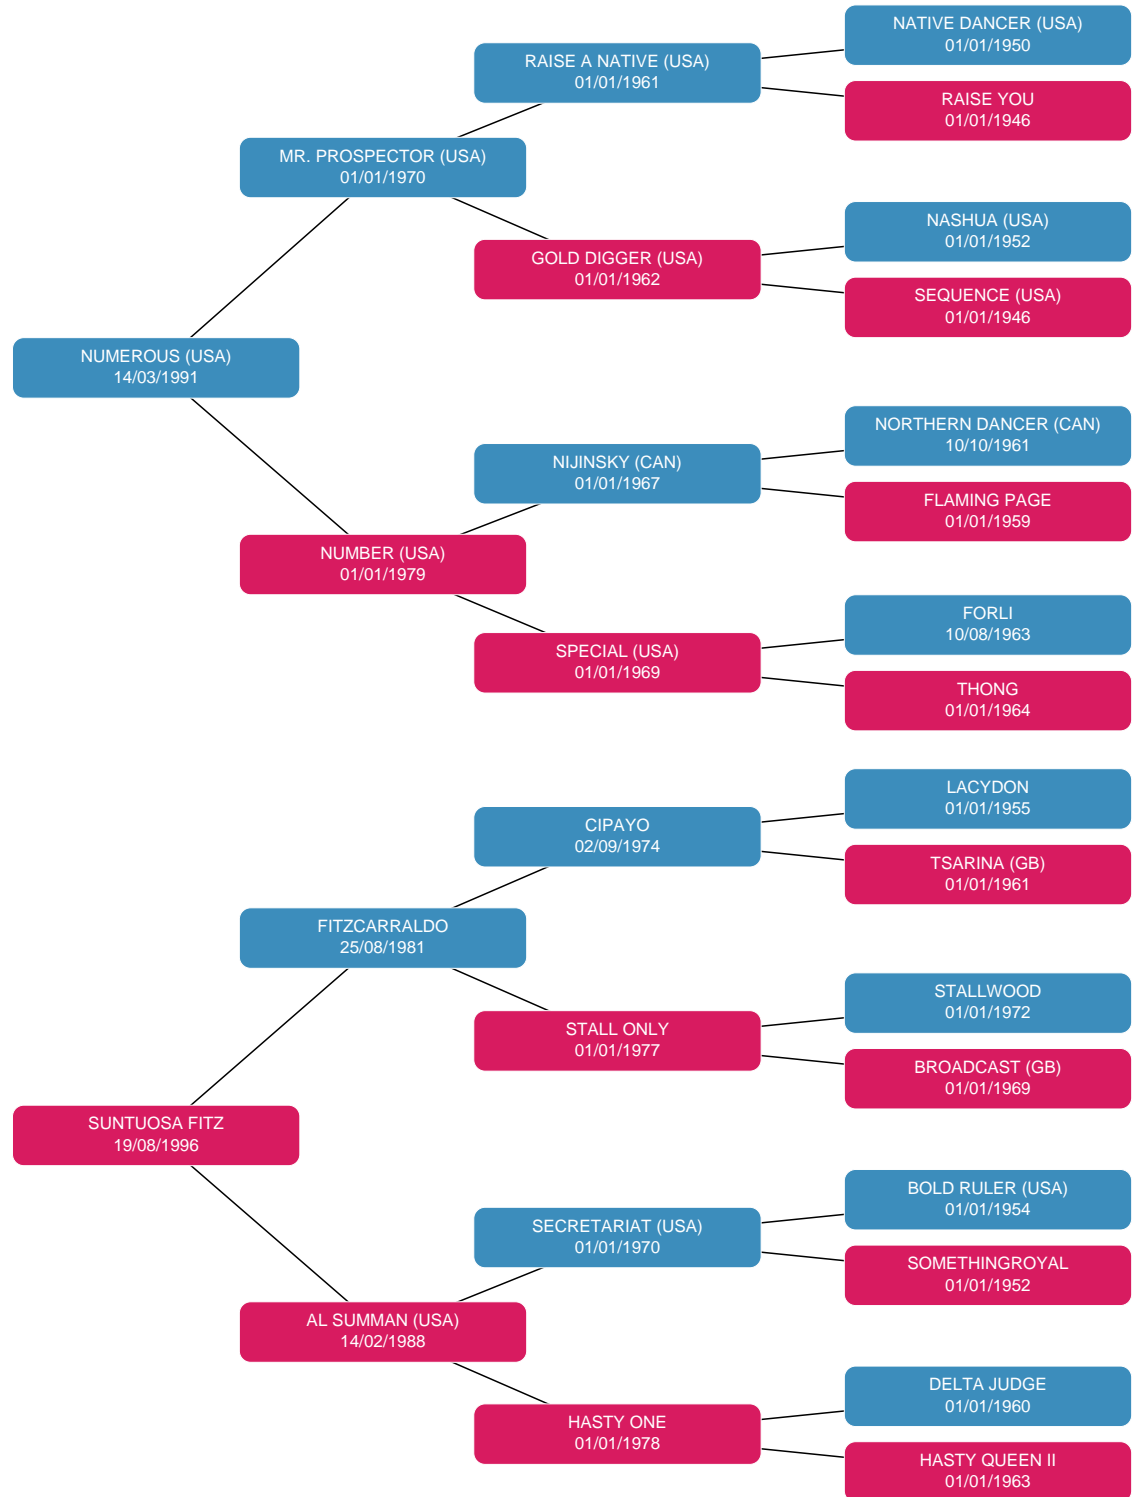 NATIVE DANCER (USA)
01/01/1950
RAISE A NATIVE (USA)
01/01/1961
RAISE YOU
01/01/1946
MR. PROSPECTOR (USA)
01/01/1970
NASHUA (USA)
01/01/1952
GOLD DIGGER (USA)
01/01/1962
SEQUENCE (USA)
01/01/1946
NUMEROUS (USA)
14/03/1991
NORTHERN DANCER (CAN)
10/10/1961
NIJINSKY (CAN)
01/01/1967
FLAMING PAGE
01/01/1959
NUMBER (USA)
01/01/1979
FORLI
10/08/1963
SPECIAL (USA)
01/01/1969
THONG
01/01/1964
LACYDON
01/01/1955
CIPAYO
02/09/1974
TSARINA (GB)
01/01/1961
FITZCARRALDO
25/08/1981
STALLWOOD
01/01/1972
STALL ONLY
01/01/1977
BROADCAST (GB)
01/01/1969
SUNTUOSA FITZ
19/08/1996
BOLD RULER (USA)
01/01/1954
SECRETARIAT (USA)
01/01/1970
SOMETHINGROYAL
01/01/1952
AL SUMMAN (USA)
14/02/1988
DELTA JUDGE
01/01/1960
HASTY ONE
01/01/1978
HASTY QUEEN II
01/01/1963